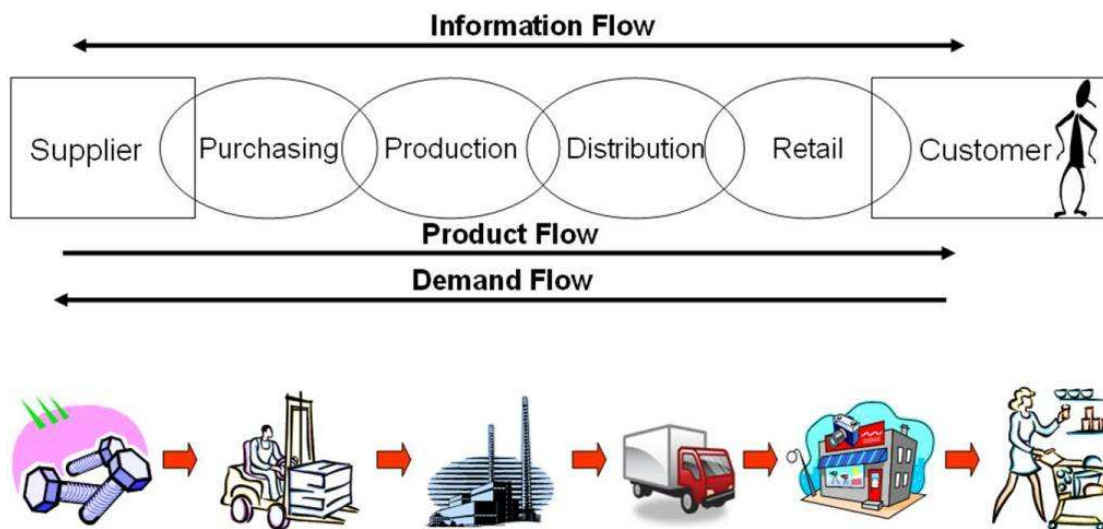 Information Flow
Supplier Purchasing Production Distribution Retail Customer
Product Flow
Demand Flow